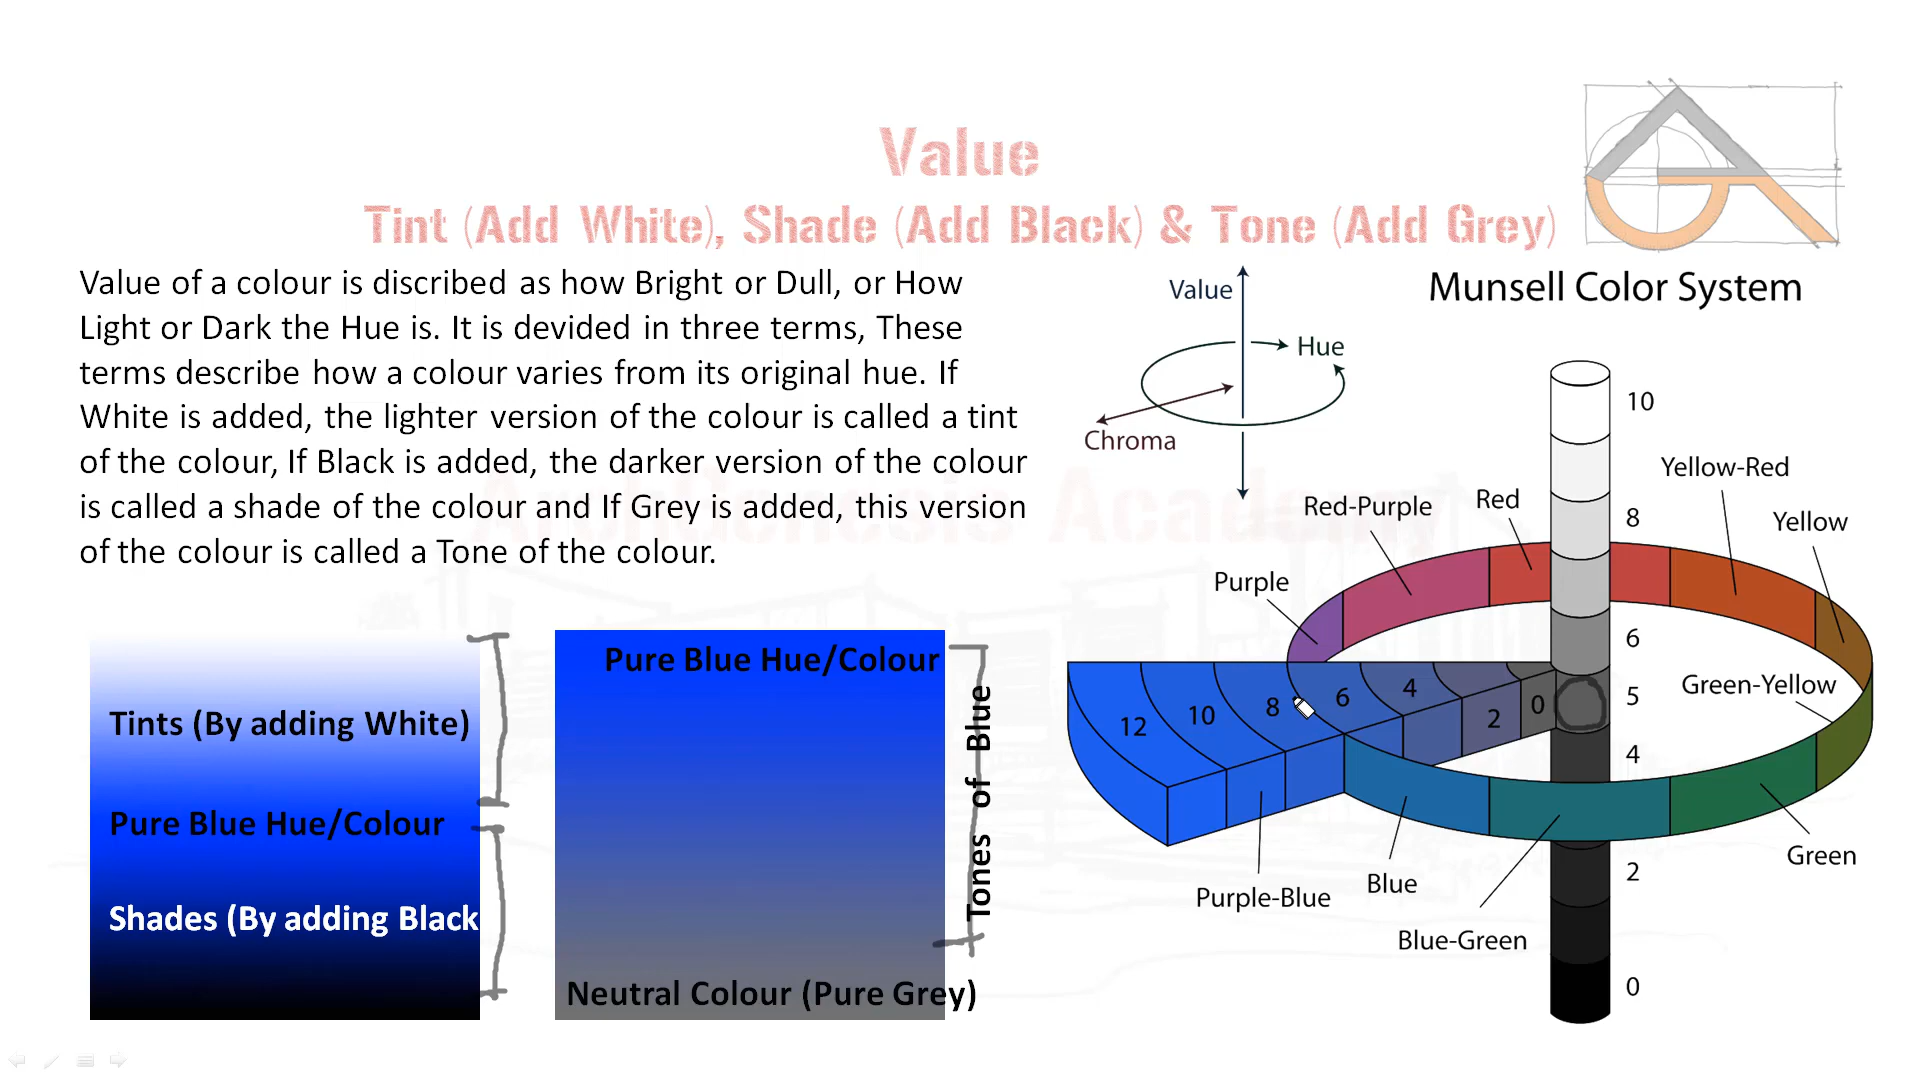 Value
Tint (Add White), Shade (Add Black) & Tone (Add Grey)
Value of a colour is discribed as how Bright or Dull, or How
Light or Dark the Hue is. It is devided in three terms, These
terms describe how a colour varies from its original hue. If
White is added, the lighter version of the colour is called a tint
of the colour, If Black is added, the darker version of the colour
is called a shade of the colour and If Grey is added, this version
of the colour is called a Tone of the colour.
ArchGenesis Academy
Tints (By adding White)
Pure Blue Hue/Colour
Shades (By adding Black
Pure Blue Hue/Colour
Tones of Blue
Neutral Colour (Pure Grey)
Munsell Color System
Value
Hue
Chroma
10
8
6
5
4
2
0
Yellow-Red
Yellow
Red
Red-Purple
Purple
Green-Yellow
12
10
8
6
4
2
0
Green
Blue
Purple-Blue
Blue-Green